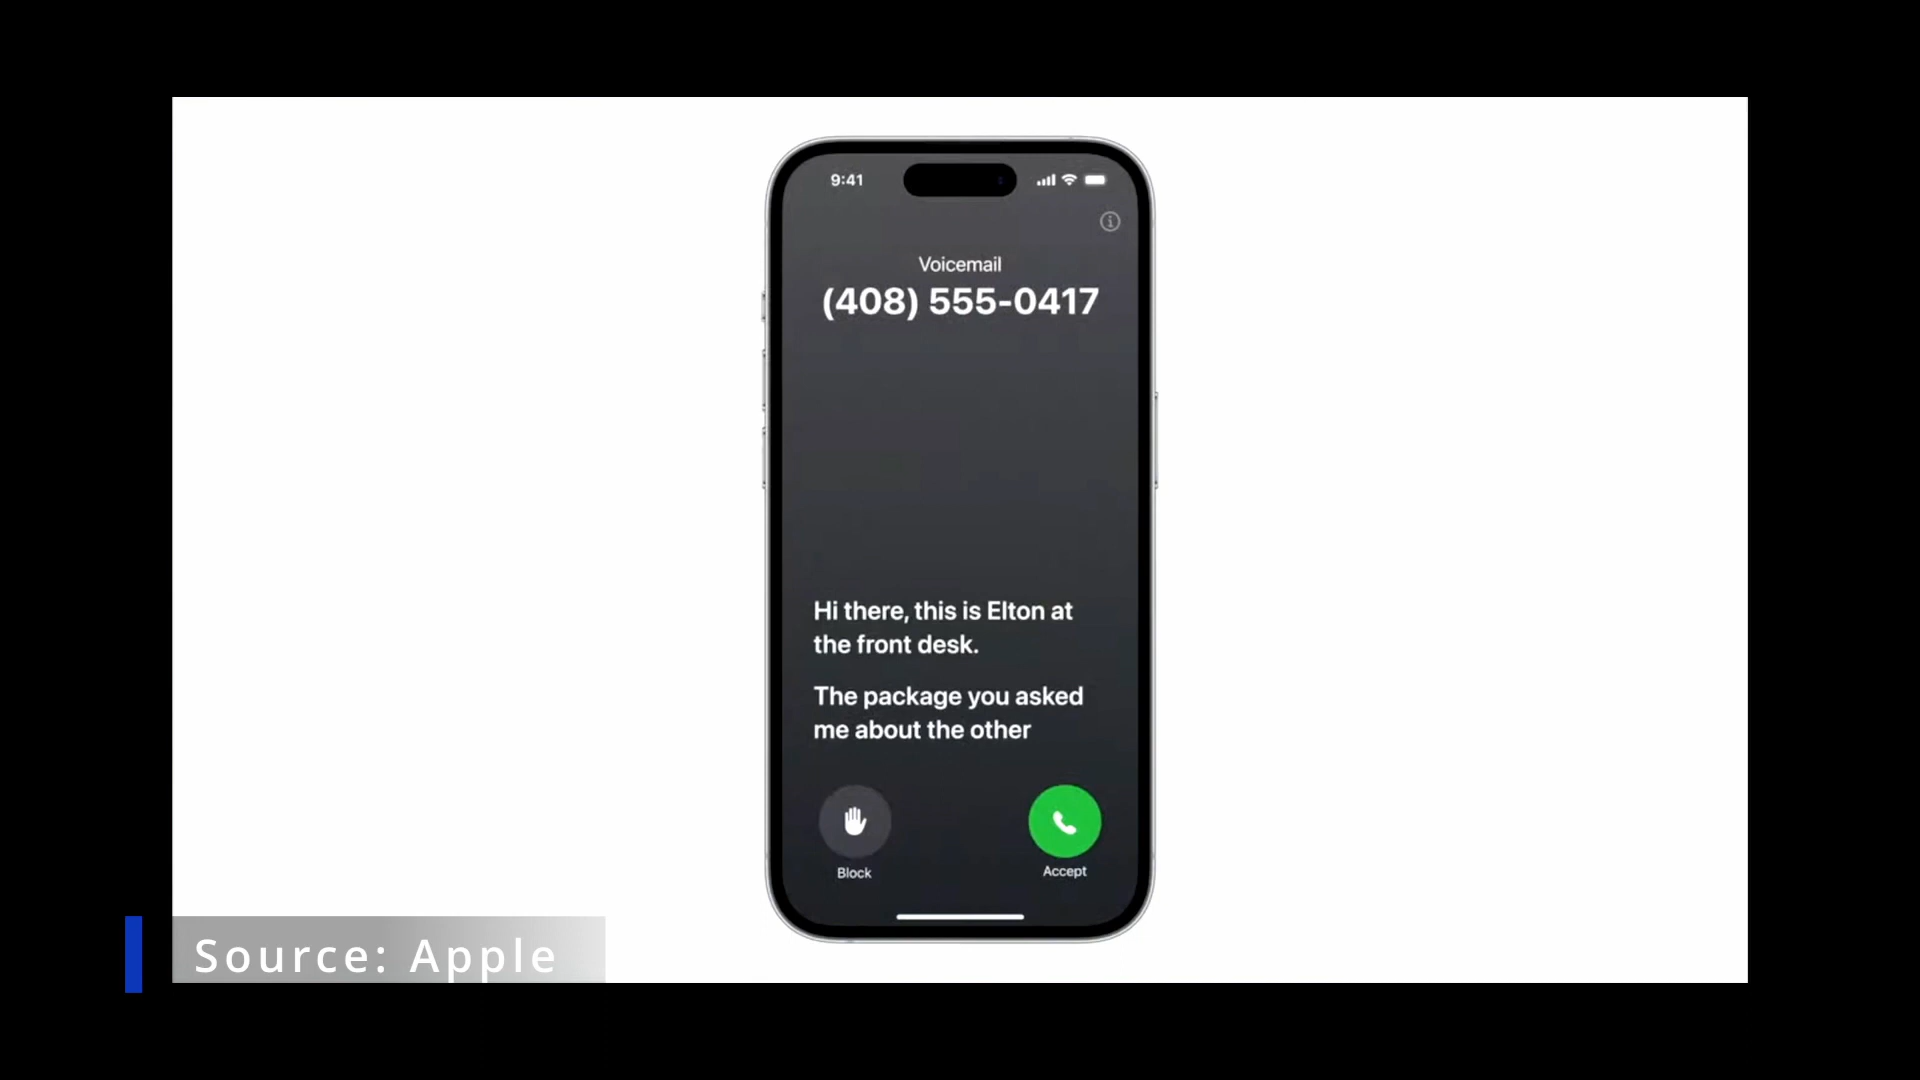 9:41
Voicemail
(408) 555-0417
Hi there, this is Elton at
the front desk.
The package you asked
me about the other
Block
Accept
Source: Apple